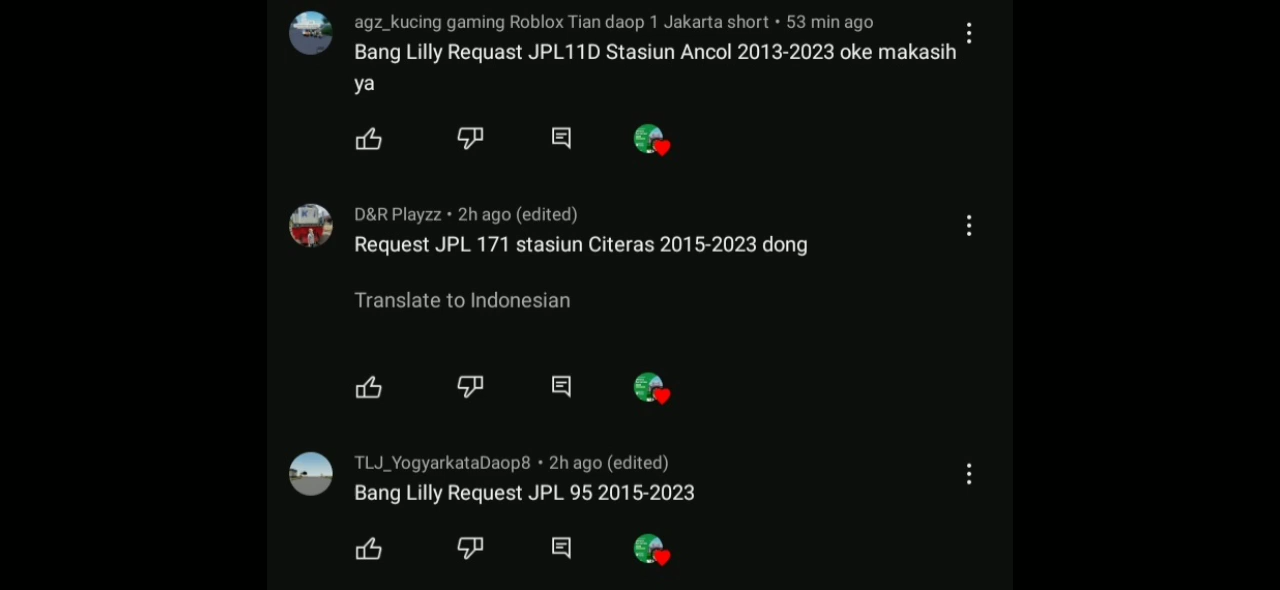 agz_kucing gaming Roblox Tian daop 1 Jakarta short • 53 min ago
Bang Lilly Requast JPL11D Stasiun Ancol 2013-2023 oke makasih
ya
D&R Playzz • 2h ago (edited)
Request JPL 171 stasiun Citeras 2015-2023 dong
Translate to Indonesian
TLJ_YogyarkataDaop8 • 2h ago (edited)
Bang Lilly Request JPL 95 2015-2023